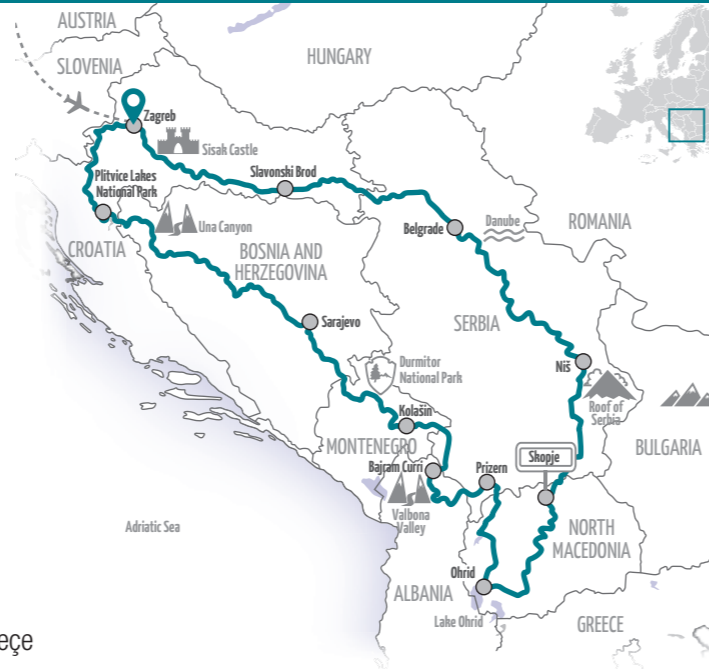 AUSTRIA
SLOVENIA
HUNGARY
Zagreb
Sisak Castle
Plitvice Lakes
National Park
Slavonski Brod
Una Canyon
CROATIA
BOSNIA AND
HERZEGOVINA
Belgrade
Danube
ROMANIA
Sarajevo
SERBIA
Durmitor
National Park
Niš
Roof of
Serbia
Kolašin
MONTENEGRO
BULGARIA
Bajram Curri
Prizern
Skopje
Valbona
Valley
Adriatic Sea
NORTH
MACEDONIA
Ohrid
ALBANIA
Lake Ohrid
GREECE
eçe